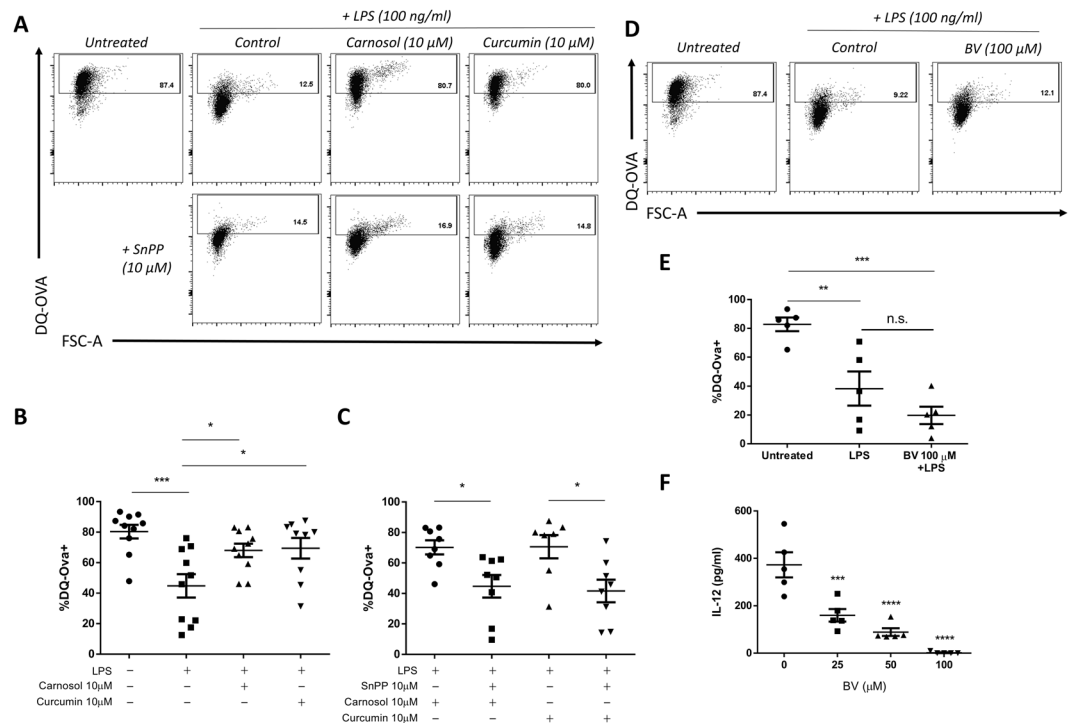 A
+ LPS (100 ng/ml)
Untreated
Control
Carnosol (10 μM)
Curcumin (10 μM)
87.4
12.5
80.7
80.0
+ SnPP
(10 μM)
14.5
16.9
14.8
DQ-OVA
FSC-A
D
+ LPS (100 ng/ml)
Untreated
Control
BV (100 μM)
87.4
9.22
12.1
DQ-OVA
FSC-A
E
***
**
n.s.
%DQ-Ova+
100
80
60
40
20
0
Untreated
LPS
BV 100 μM
+LPS
B
*
*
***
%DQ-Ova+
100
80
60
40
20
0
LPS − + + +
Carnosol 10μM − − + −
Curcumin 10μM − − − +
C
*
*
%DQ-Ova+
100
80
60
40
20
0
LPS + + + +
SnPP 10μM − + − +
Carnosol 10μM + + − −
Curcumin 10μM − − + +
F
IL-12 (pg/ml)
600
400
200
0
***
****
****
0 25 50 100
BV (μM)